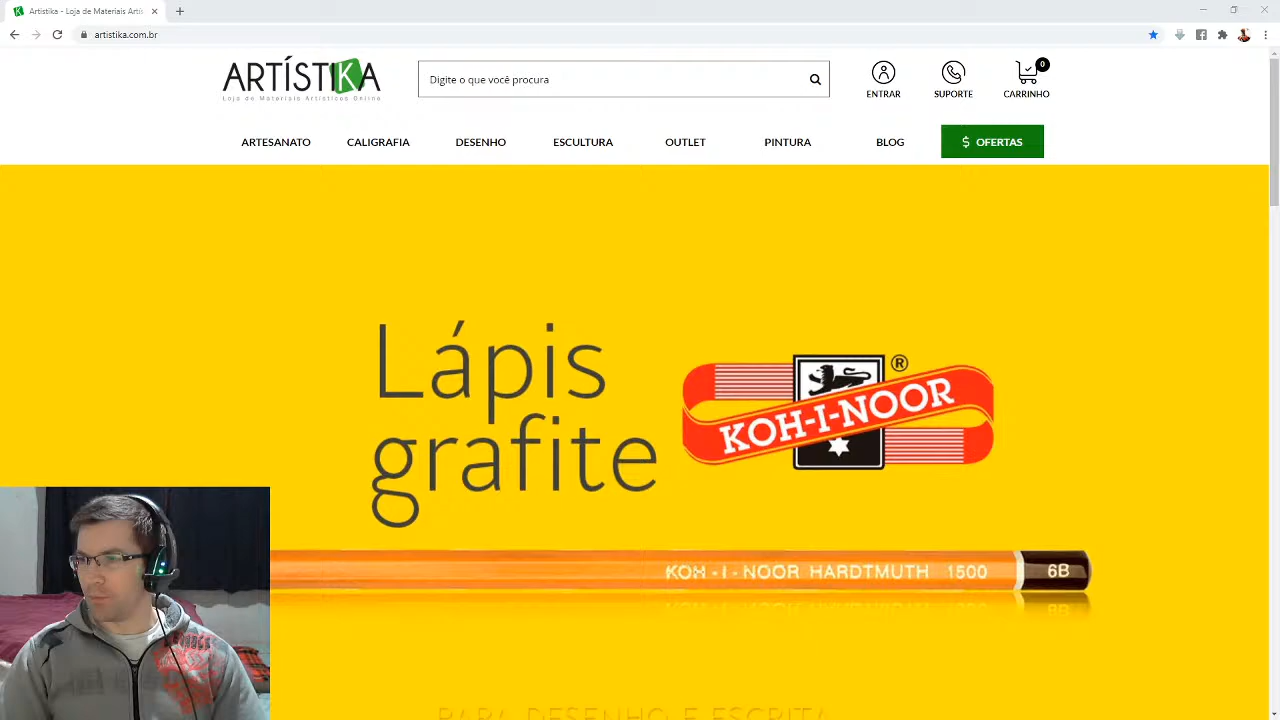 Artistika - Loja de Materiais Artís
artistika.com.br
ARTÍSTIKA
Loja de Materiais Artísticos Online
Digite o que você procura
0
ENTRAR
SUPORTE
CARRINHO
ARTESANATO
CALIGRAFIA
DESENHO
ESCULTURA
OUTLET
PINTURA
BLOG
$ OFERTAS
Lápis
grafite
KOH-I-NOOR ®
KOH - I - NOOR HARDTMUTH 1500 6B
PARA DESENHO E ESCRITA